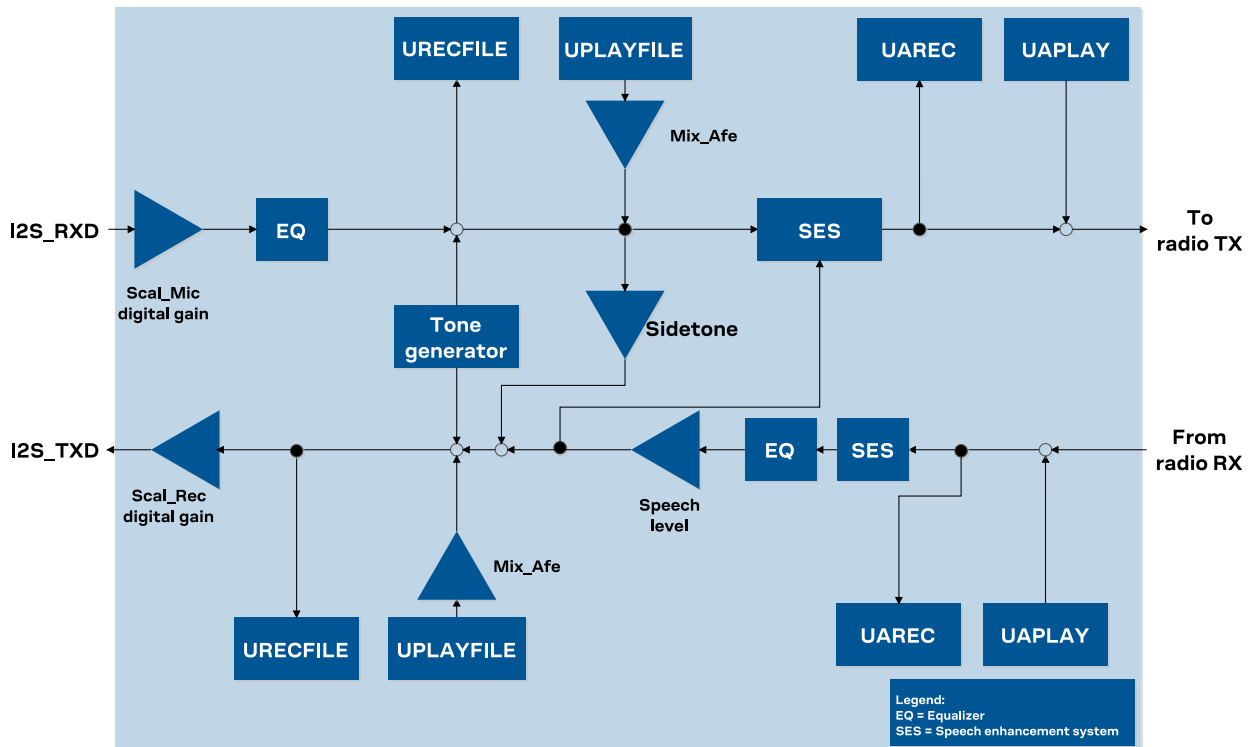 URECFILE
UPLAYFILE
UAREC
UAPLAY
Mix_Afe
I2S_RXD
EQ
SES
To
radio TX
Scal_Mic
digital gain
Tone
generator
Sidetone
I2S_TXD
EQ
SES
From
radio RX
Scal_Rec
digital gain
Speech
level
Mix_Afe
URECFILE
UPLAYFILE
UAREC
UAPLAY
Legend:
EQ = Equalizer
SES = Speech enhancement system